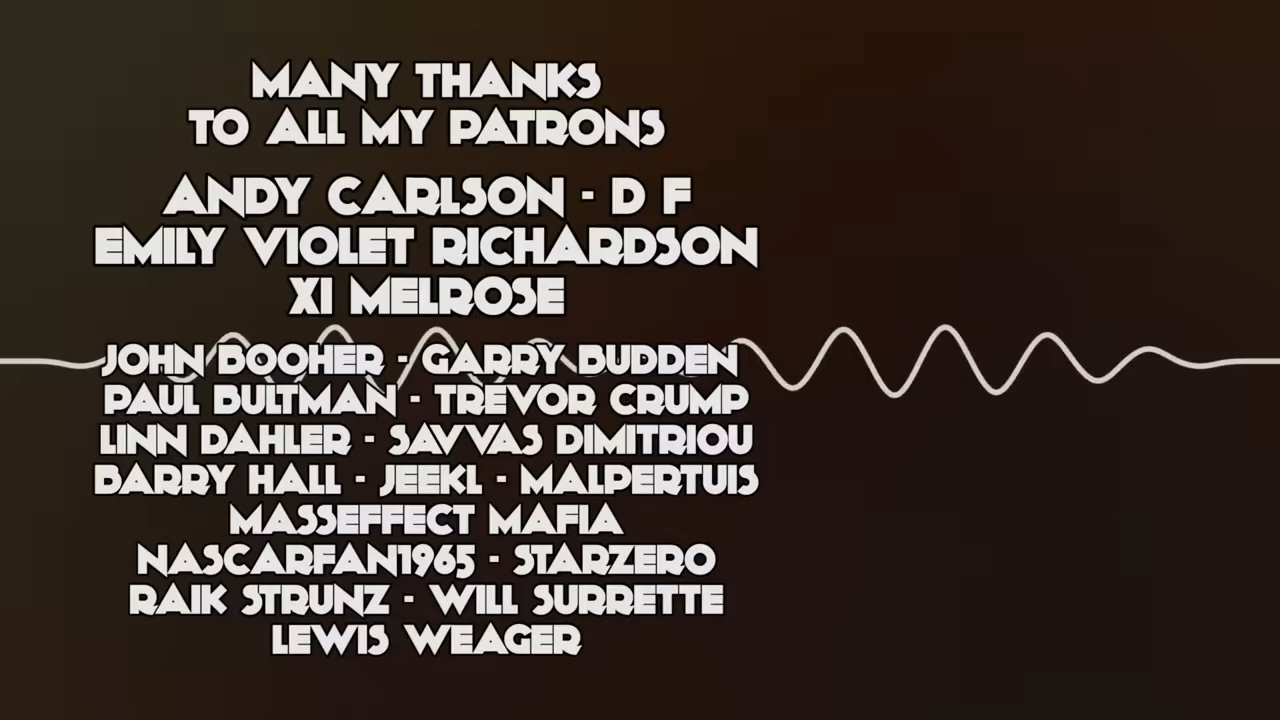 MANY THANKS
TO ALL MY PATRONS
ANDY CARLSON - D F
EMILY VIOLET RICHARDSON
XI MELROSE
JOHN BOOHER - GARRY BUDDEN
PAUL BULTMAN - TREVOR CRUMP
LINN DAHLER - SAVVAS DIMITRIOU
BARRY HALL - JEEKL - MALPERTUIS
MASSEFFECT MAFIA
NASCARFAN1965 - STARZERO
RAIK STRUNZ - WILL SURRETTE
LEWIS WEAGER